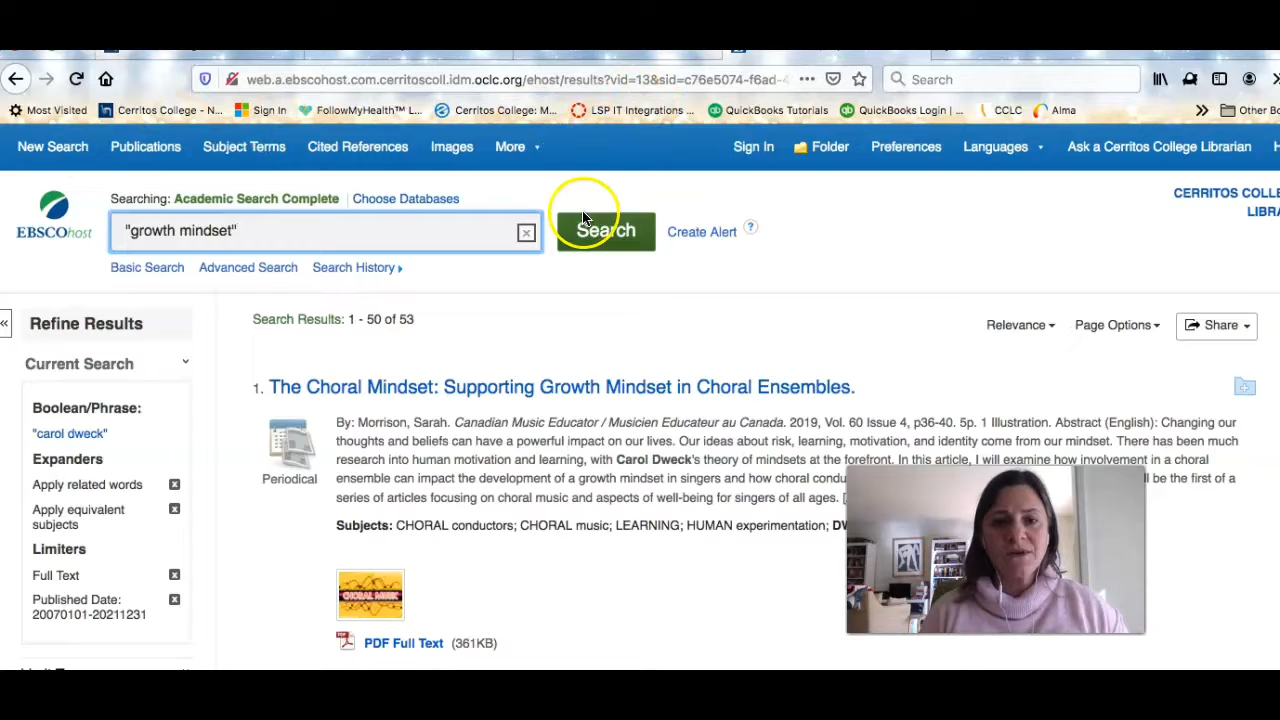 web.a.ebscohost.com.cerritoscoll.idm.oclc.org/ehost/results?vid=13&sid=c76e5074-f6ad-4
Search
Most Visited
Cerritos College - N...
Sign In
FollowMyHealth™ L...
Cerritos College: M...
LSP IT Integrations ...
QuickBooks Tutorials
QuickBooks Login | ...
CCLC
Alma
Other Bo
New Search
Publications
Subject Terms
Cited References
Images
More
Sign In
Folder
Preferences
Languages
Ask a Cerritos College Librarian
H
EBSCOhost
Searching: Academic Search Complete
Choose Databases
"growth mindset"
Search
Create Alert
?
CERRITOS COLLE
LIBRA
Basic Search
Advanced Search
Search History
Refine Results
Current Search
Boolean/Phrase:
"carol dweck"
Expanders
Apply related words
Apply equivalent
subjects
Limiters
Full Text
Published Date:
20070101-20211231
Search Results: 1 - 50 of 53
Relevance
Page Options
Share
1. The Choral Mindset: Supporting Growth Mindset in Choral Ensembles.
Periodical
By: Morrison, Sarah. Canadian Music Educator / Musicien Educateur au Canada. 2019, Vol. 60 Issue 4, p36-40. 5p. 1 Illustration. Abstract (English): Changing our
thoughts and beliefs can have a powerful impact on our lives. Our ideas about risk, learning, motivation, and identity come from our mindset. There has been much
research into human motivation and learning, with Carol Dweck's theory of mindsets at the forefront. In this article, I will examine how involvement in a choral
ensemble can impact the development of a growth mindset in singers and how choral condu ll be the first of a
series of articles focusing on choral music and aspects of well-being for singers of all ages. [
Subjects: CHORAL conductors; CHORAL music; LEARNING; HUMAN experimentation; DW
CHORAL MUSIC
PDF Full Text (361KB)